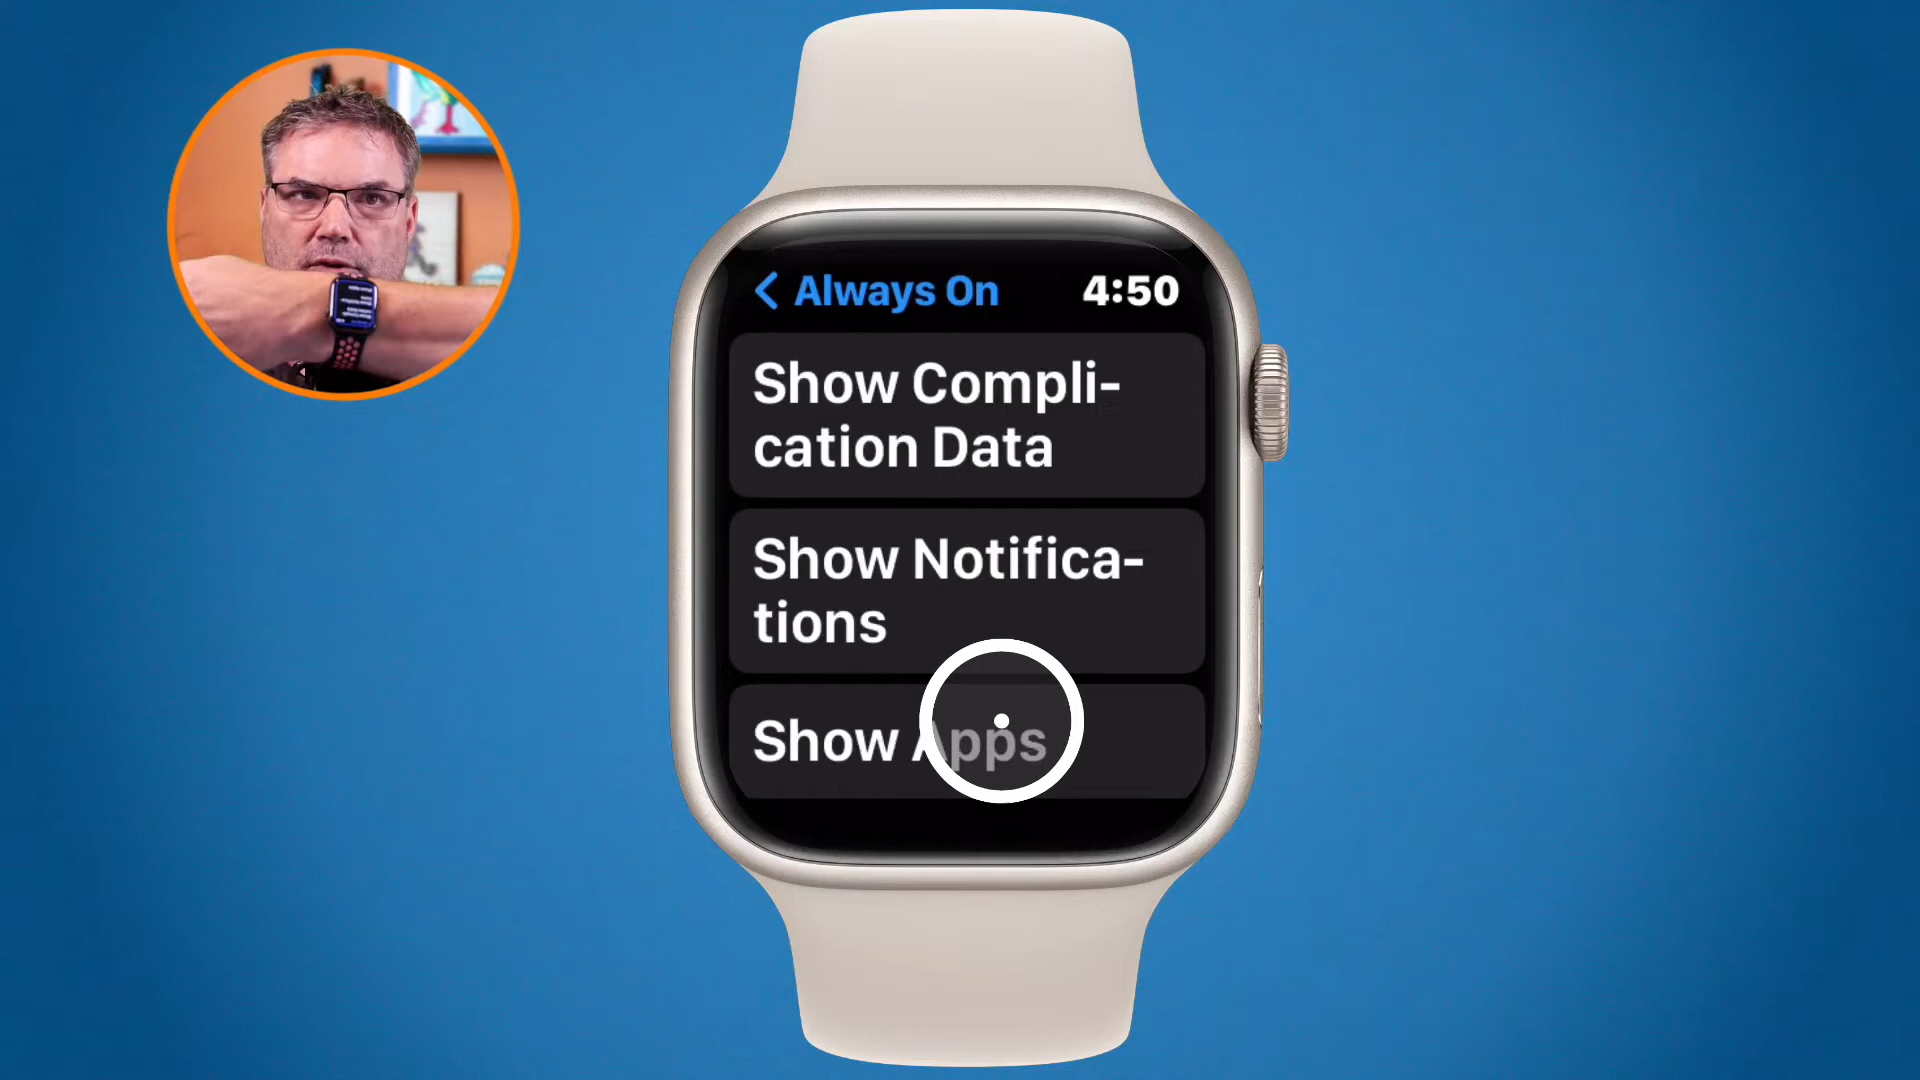 Always On 4:50
Show Compli-
cation Data
Show Notifica-
tions
Show Apps